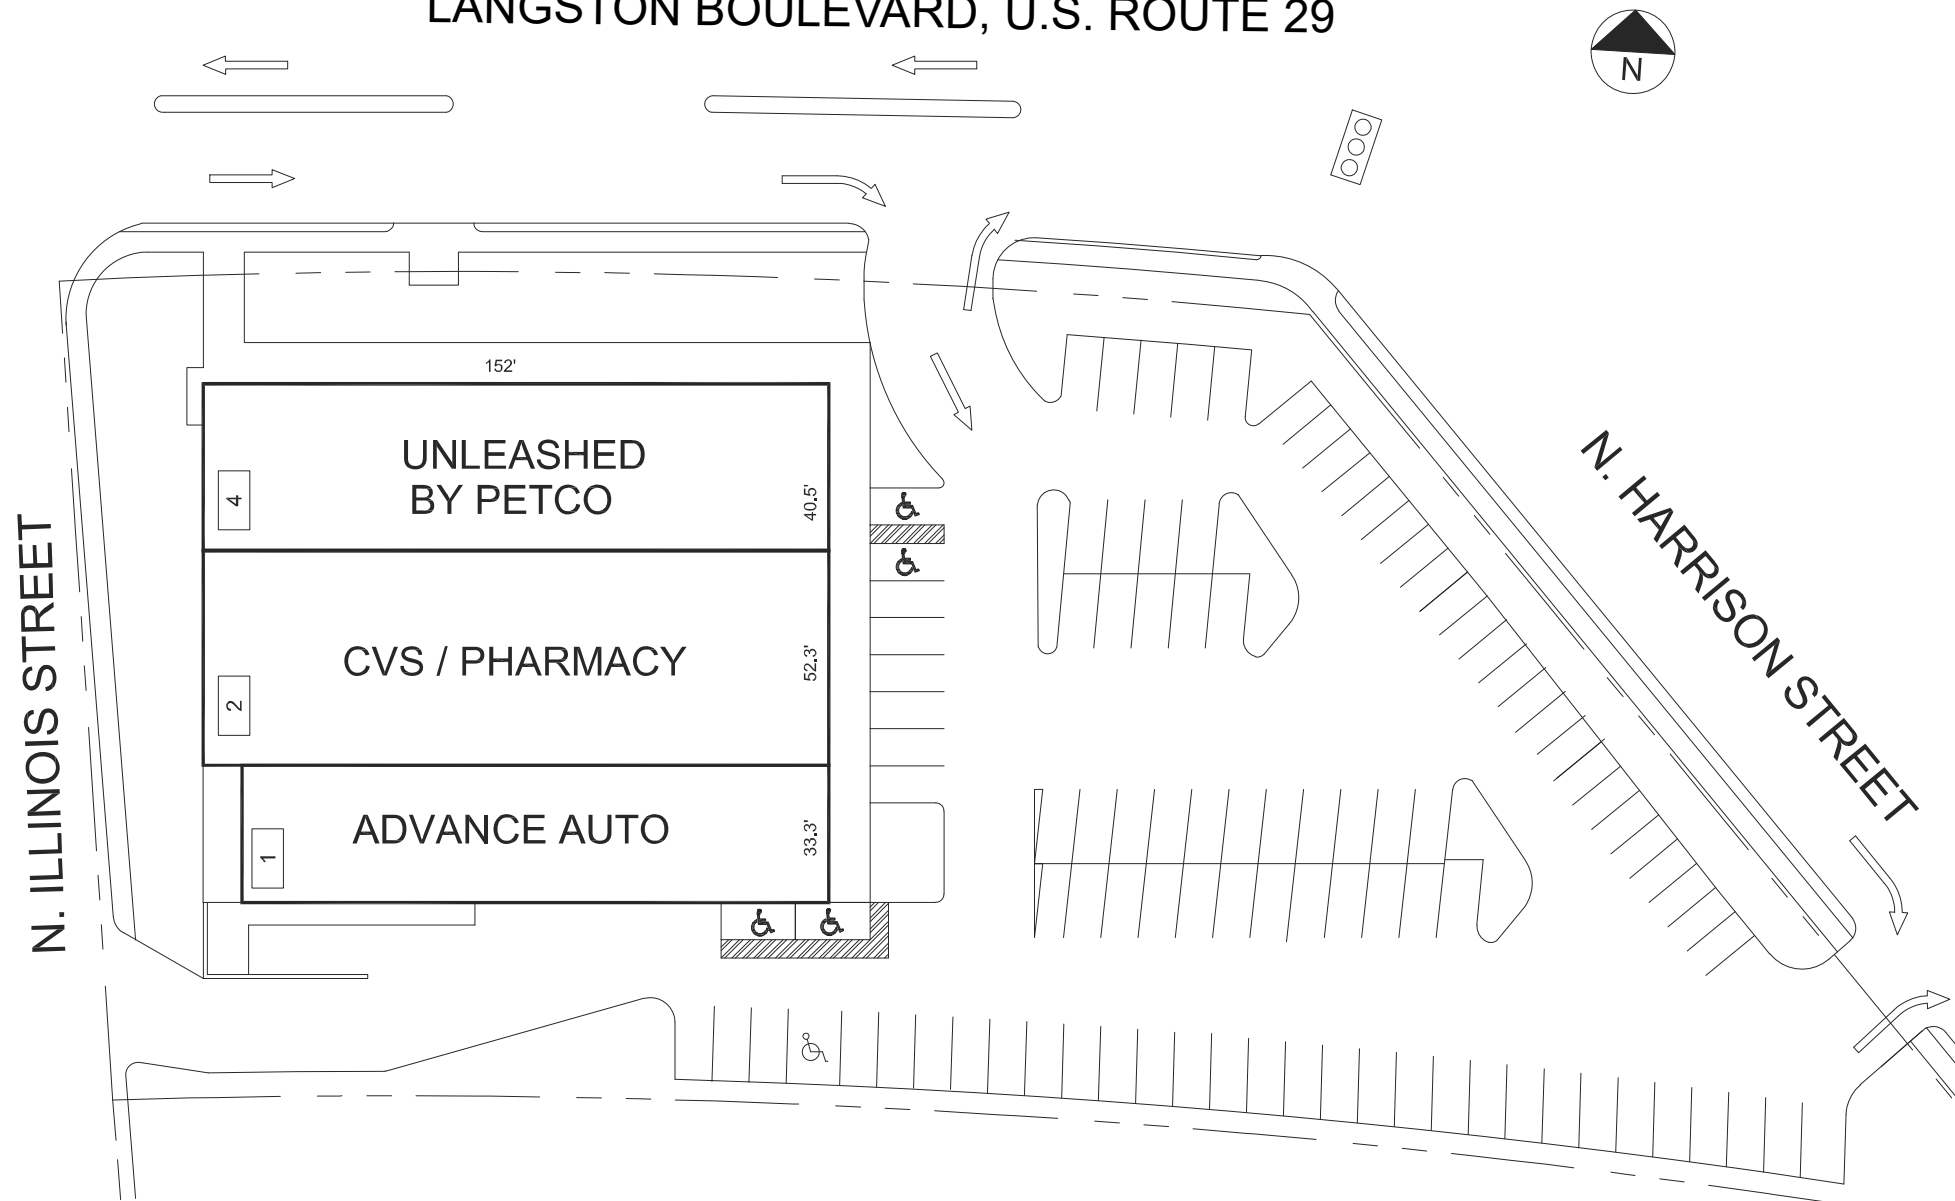 LANGSTON BOULEVARD, U.S. ROUTE 29
N
152'
UNLEASHED
BY PETCO
4
40.5'
N. HARRISON STREET
N. ILLINOIS STREET
CVS / PHARMACY
2
52.3'
ADVANCE AUTO
1
33.3'